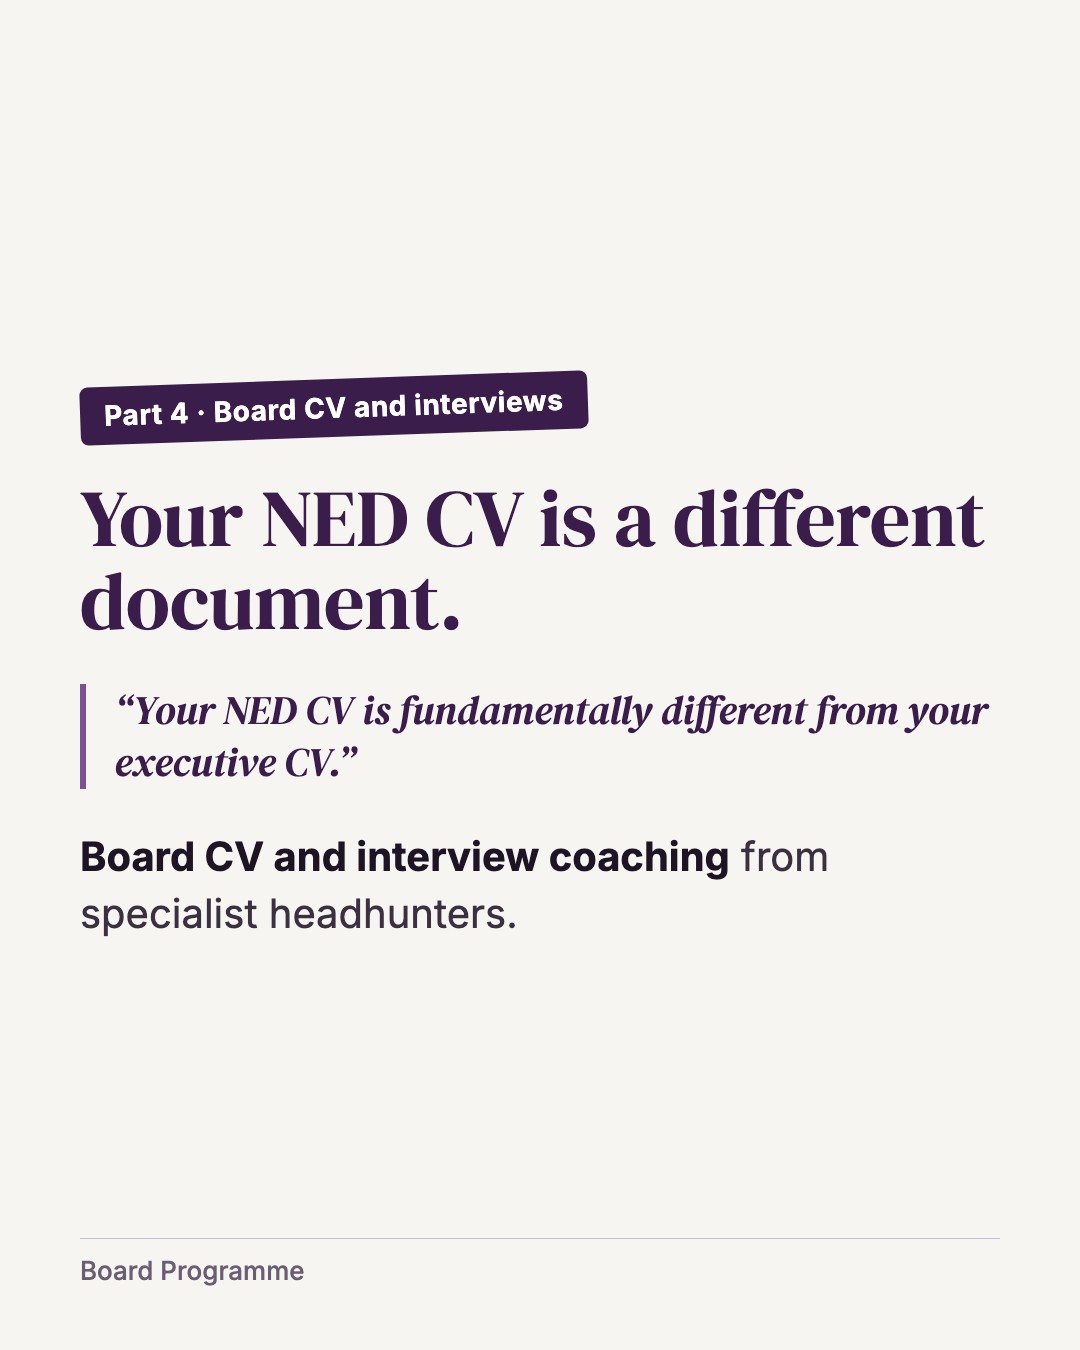 Part 4 · Board CV and interviews
Your NED CV is a different
document.
“Your NED CV is fundamentally different from your
executive CV.”
Board CV and interview coaching from
specialist headhunters.
Board Programme